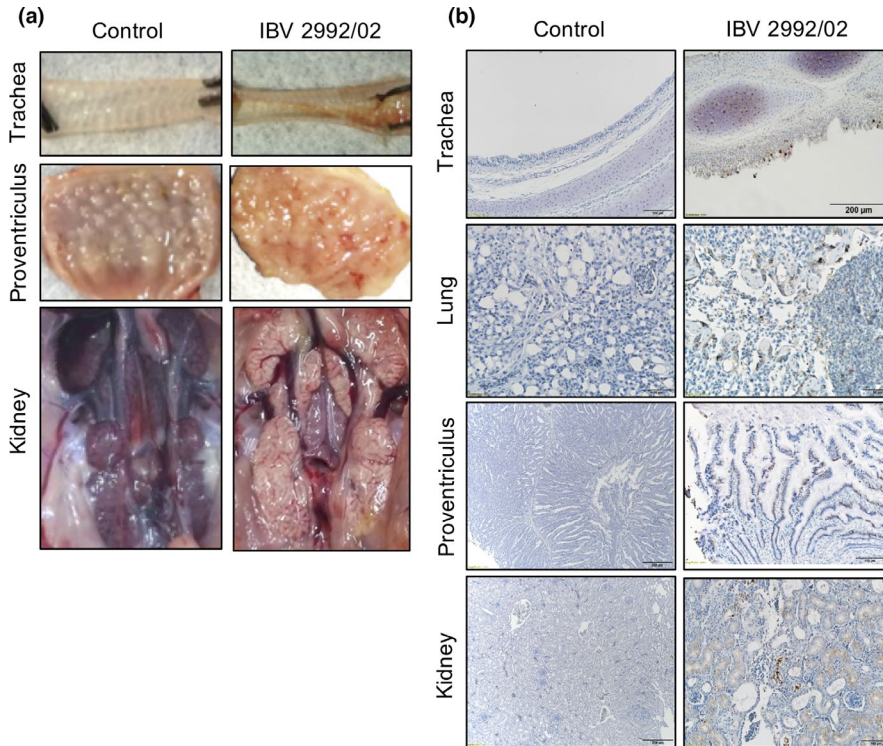 (a)
Control
IBV 2992/02
Trachea
Proventriculus
Kidney
(b)
Control
IBV 2992/02
Trachea
200 µm
Lung
Proventriculus
Kidney